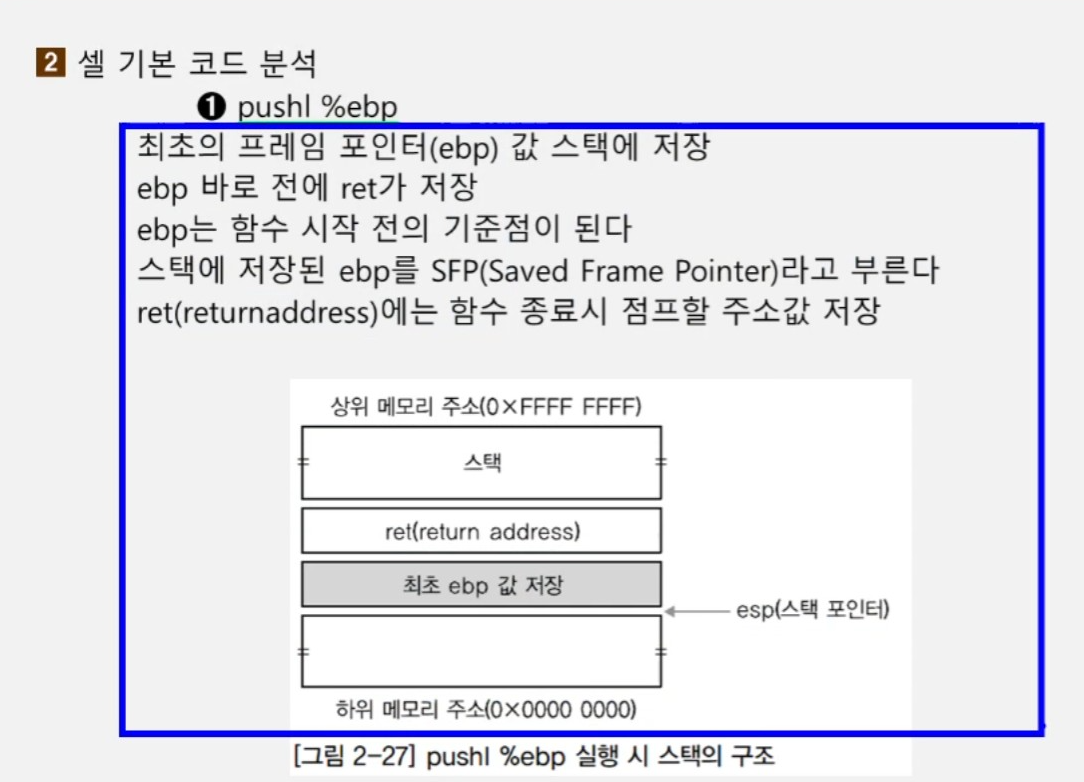 2 셀 기본 코드 분석
❶ pushl %ebp
최초의 프레임 포인터(ebp) 값 스택에 저장
ebp 바로 전에 ret가 저장
ebp는 함수 시작 전의 기준점이 된다
스택에 저장된 ebp를 SFP(Saved Frame Pointer)라고 부른다
ret(returnaddress)에는 함수 종료시 점프할 주소값 저장
상위 메모리 주소(0×FFFF FFFF)
스택
ret(return address)
최초 ebp 값 저장
esp(스택 포인터)
하위 메모리 주소(0×0000 0000)
[그림 2-27] pushl %ebp 실행 시 스택의 구조